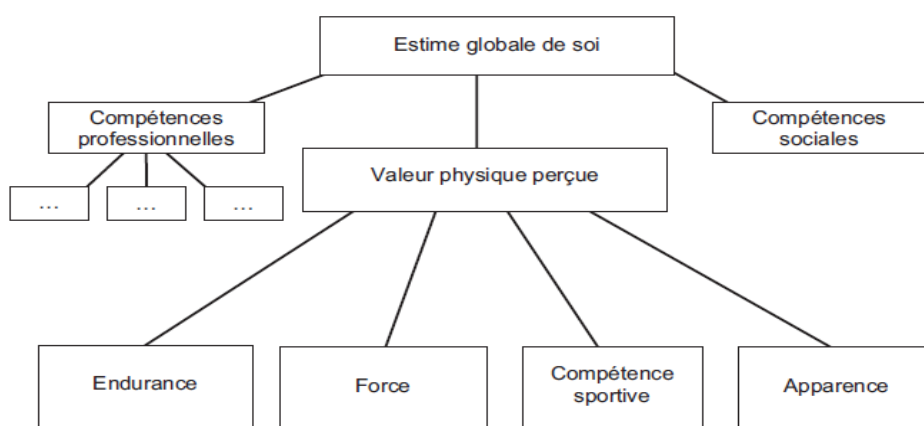 Estime globale de soi
Compétences
professionnelles
Compétences
sociales
Valeur physique perçue
...
...
...
Endurance
Force
Compétence
sportive
Apparence